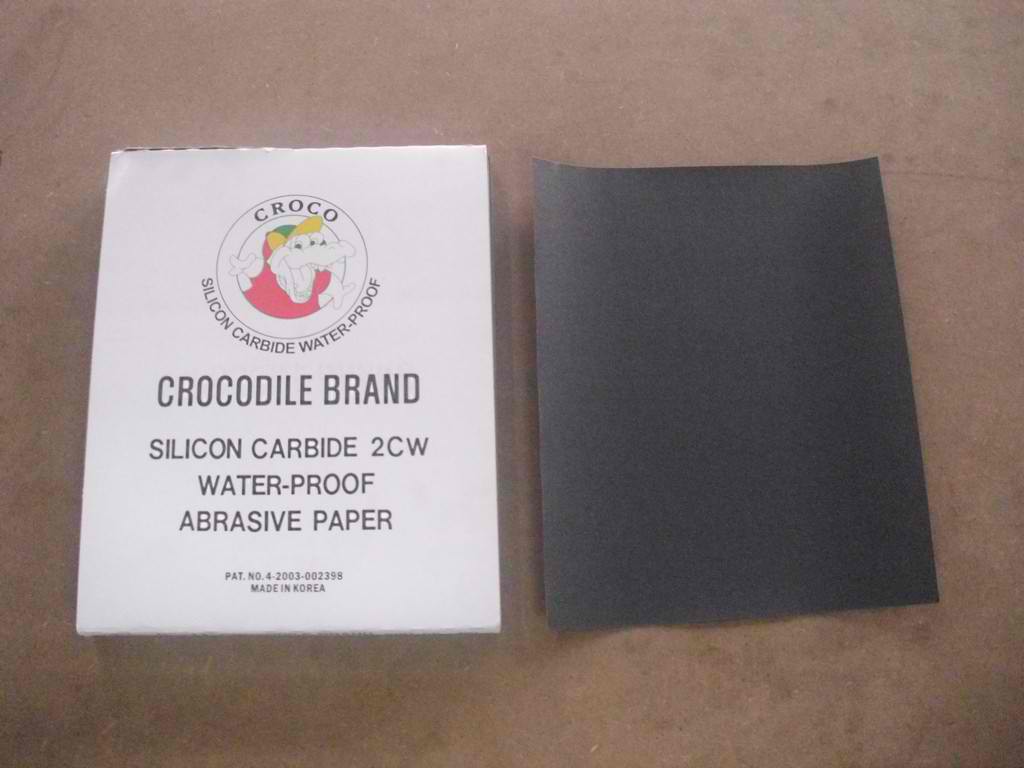 CROCO
SILICON CARBIDE WATER-PROOF
CROCODILE BRAND
SILICON CARBIDE 2CW
WATER-PROOF
ABRASIVE PAPER
PAT. NO. 4-2003-002398
MADE IN KOREA